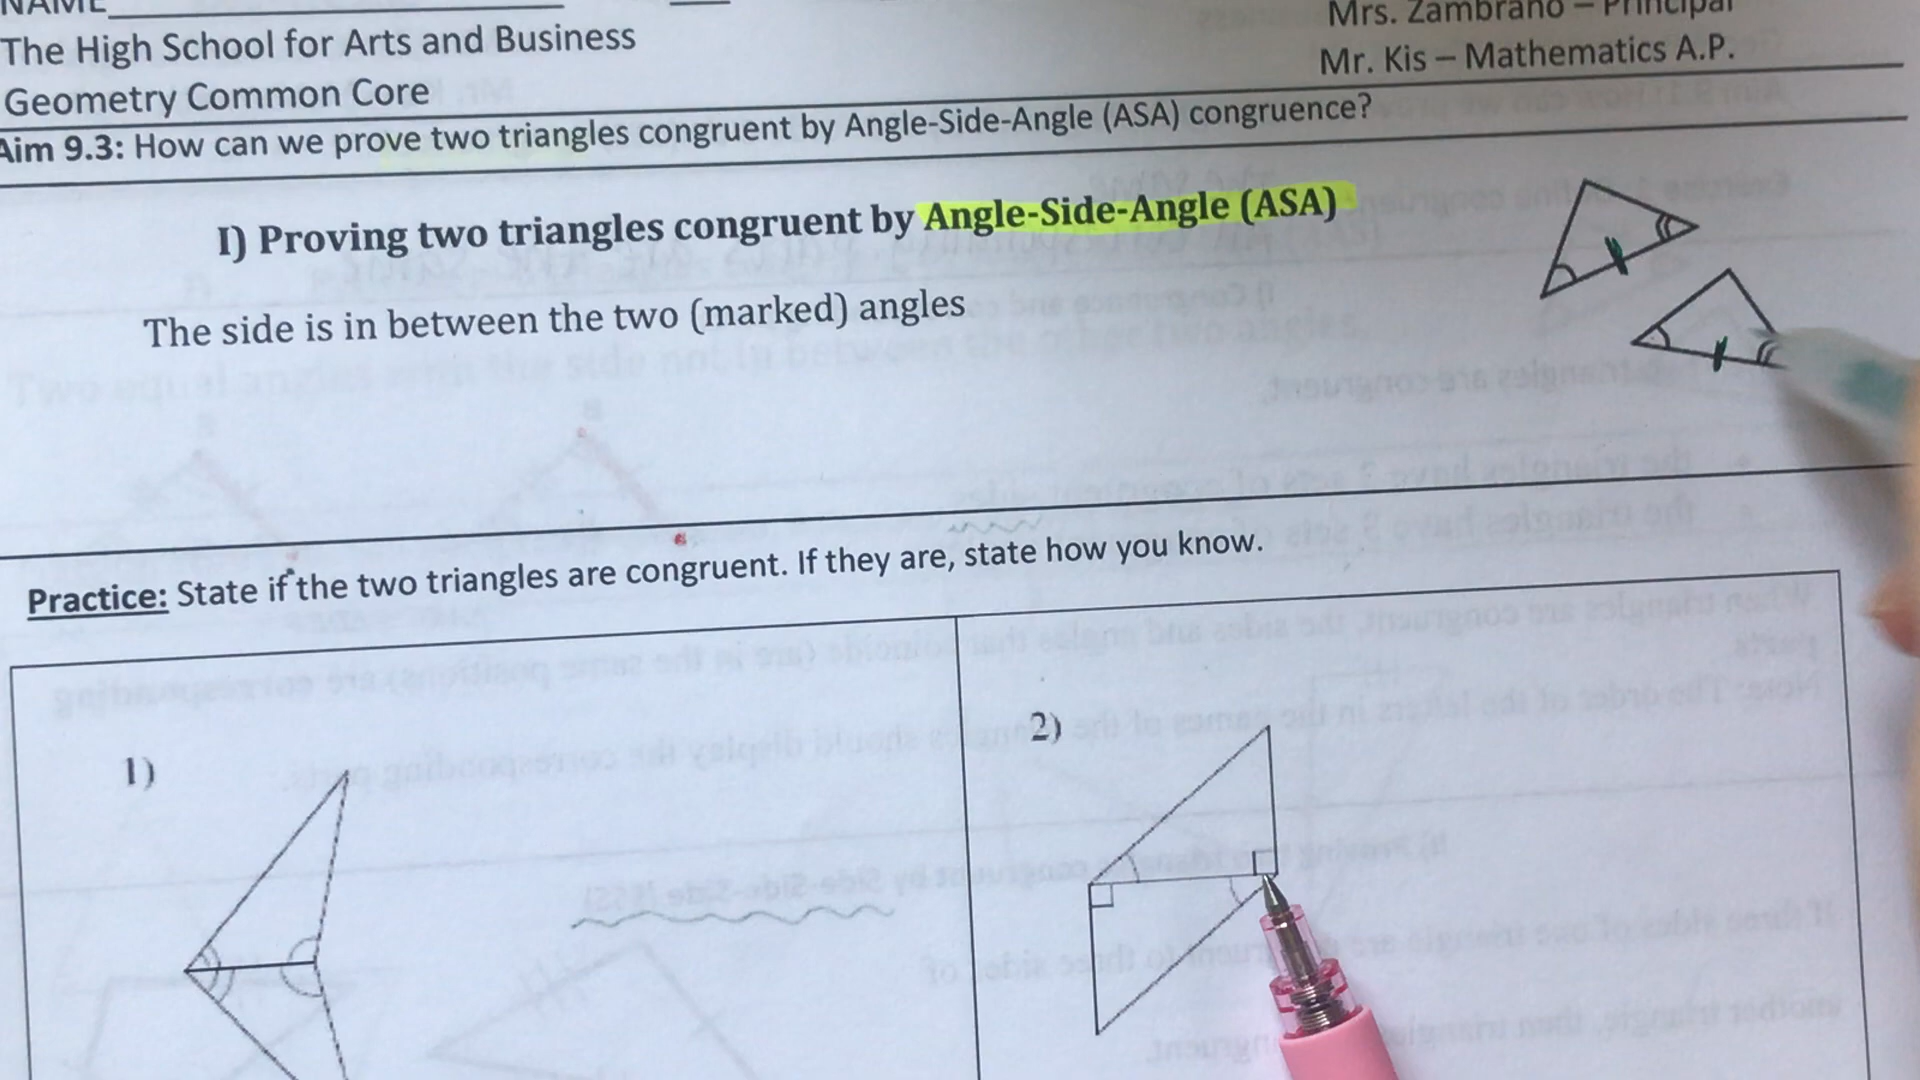 NAME
Mrs. Zambrano – Principal
The High School for Arts and Business
Mr. Kis – Mathematics A.P.
Geometry Common Core
Aim 9.3: How can we prove two triangles congruent by Angle-Side-Angle (ASA) congruence?
I) Proving two triangles congruent by Angle-Side-Angle (ASA)
The side is in between the two (marked) angles
Practice: State if the two triangles are congruent. If they are, state how you know.
1)
2)